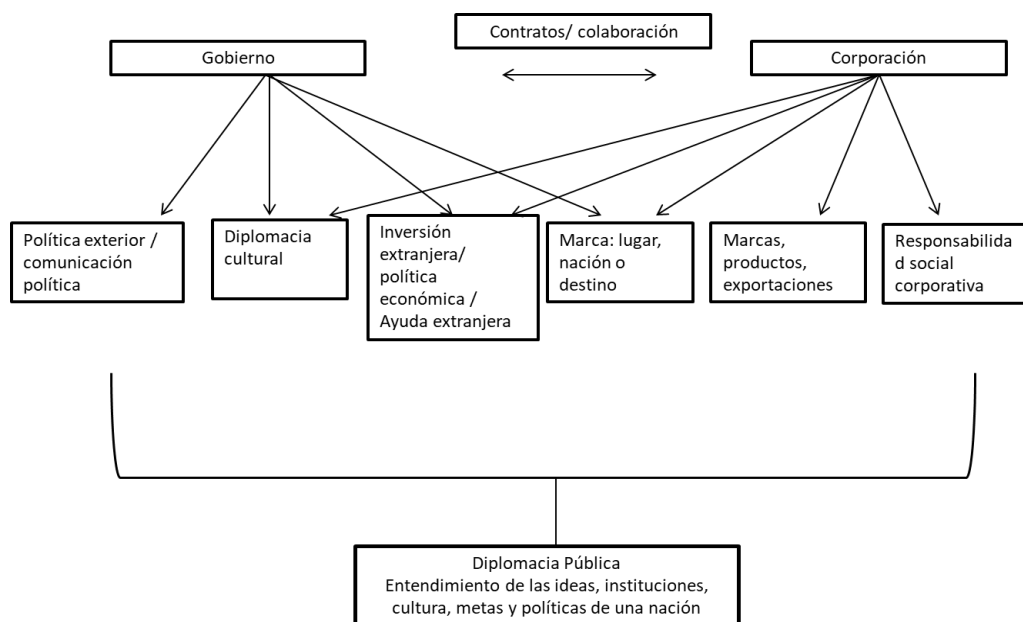 Contratos/ colaboración
Gobierno
Corporación
Política exterior /
comunicación
política
Diplomacia
cultural
Inversión
extranjera/
política
económica /
Ayuda extranjera
Marca: lugar,
nación o
destino
Marcas,
productos,
exportaciones
Responsabilida
d social
corporativa
Diplomacia Pública
Entendimiento de las ideas, instituciones,
cultura, metas y políticas de una nación